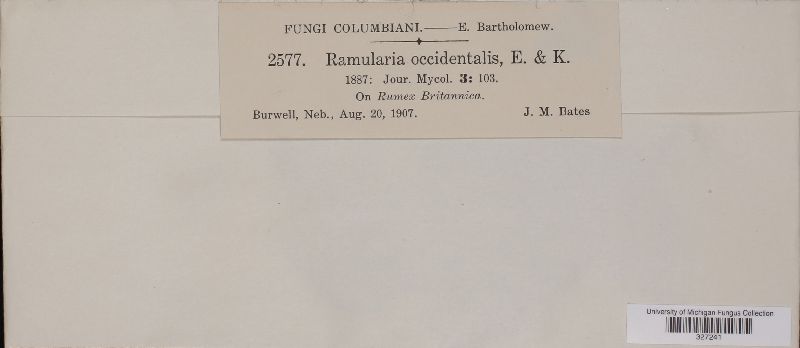 FUNGI COLUMBIANI.——E. Bartholomew.
2577. Ramularia occidentalis, E. & K.
1887: Jour. Mycol. 3: 103.
On Rumex Britannica.
Burwell, Neb., Aug. 20, 1907. J. M. Bates
University of Michigan Fungus Collection
327241